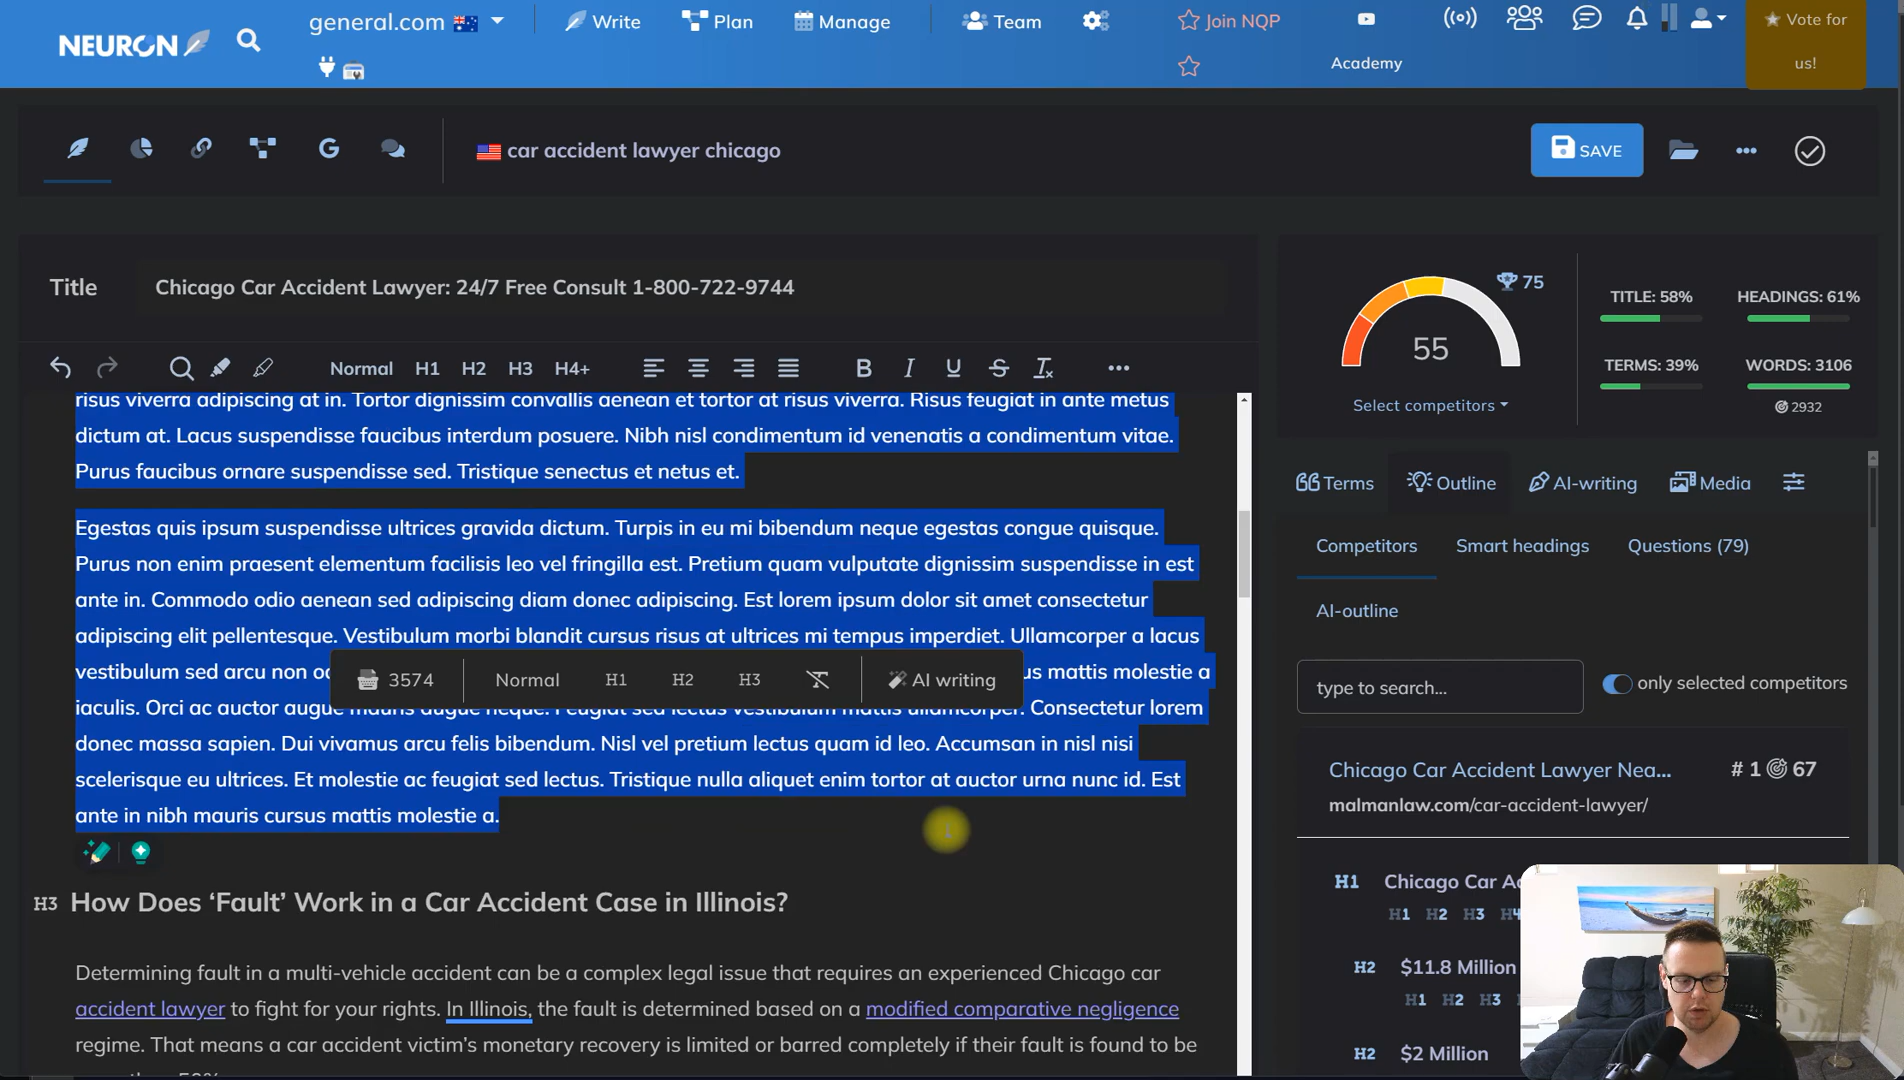 NEURON
general.com
Write
Plan
Manage
Team
Join NQP
Academy
Vote for
us!
car accident lawyer chicago
SAVE
Title
Chicago Car Accident Lawyer: 24/7 Free Consult 1-800-722-9744
Normal H1 H2 H3 H4+
B I U S
risus viverra adipiscing at in. Tortor dignissim convallis aenean et tortor at risus viverra. Risus feugiat in ante metus
dictum at. Lacus suspendisse faucibus interdum posuere. Nibh nisl condimentum id venenatis a condimentum vitae.
Purus faucibus ornare suspendisse sed. Tristique senectus et netus et.
Egestas quis ipsum suspendisse ultrices gravida dictum. Turpis in eu mi bibendum neque egestas congue quisque.
Purus non enim praesent elementum facilisis leo vel fringilla est. Pretium quam vulputate dignissim suspendisse in est
ante in. Commodo odio aenean sed adipiscing diam donec adipiscing. Est lorem ipsum dolor sit amet consectetur
adipiscing elit pellentesque. Vestibulum morbi blandit cursus risus at ultrices mi tempus imperdiet. Ullamcorper a lacus
vestibulum sed arcu non mattis molestie a
3574 Normal H1 H2 H3 AI writing
iaculis. Orci ac auctor augue mauris augue neque. Feugiat sed lectus vestibulum mattis ullamcorper. Consectetur lorem
donec massa sapien. Dui vivamus arcu felis bibendum. Nisl vel pretium lectus quam id leo. Accumsan in nisl nisi
scelerisque eu ultrices. Et molestie ac feugiat sed lectus. Tristique nulla aliquet enim tortor at auctor urna nunc id. Est
ante in nibh mauris cursus mattis molestie a.
H3 How Does ‘Fault’ Work in a Car Accident Case in Illinois?
Determining fault in a multi-vehicle accident can be a complex legal issue that requires an experienced Chicago car
accident lawyer to fight for your rights. In Illinois, the fault is determined based on a modified comparative negligence
regime. That means a car accident victim’s monetary recovery is limited or barred completely if their fault is found to be
75
55
Select competitors
TITLE: 58%
HEADINGS: 61%
TERMS: 39%
WORDS: 3106
2932
Terms
Outline
AI-writing
Media
Competitors
Smart headings
Questions (79)
AI-outline
type to search...
only selected competitors
Chicago Car Accident Lawyer Nea... # 1 67
malmanlaw.com/car-accident-lawyer/
H1 Chicago Car
H1 H2 H3 H4
H2 $11.8 Million
H1 H2 H3
H2 $2 Million